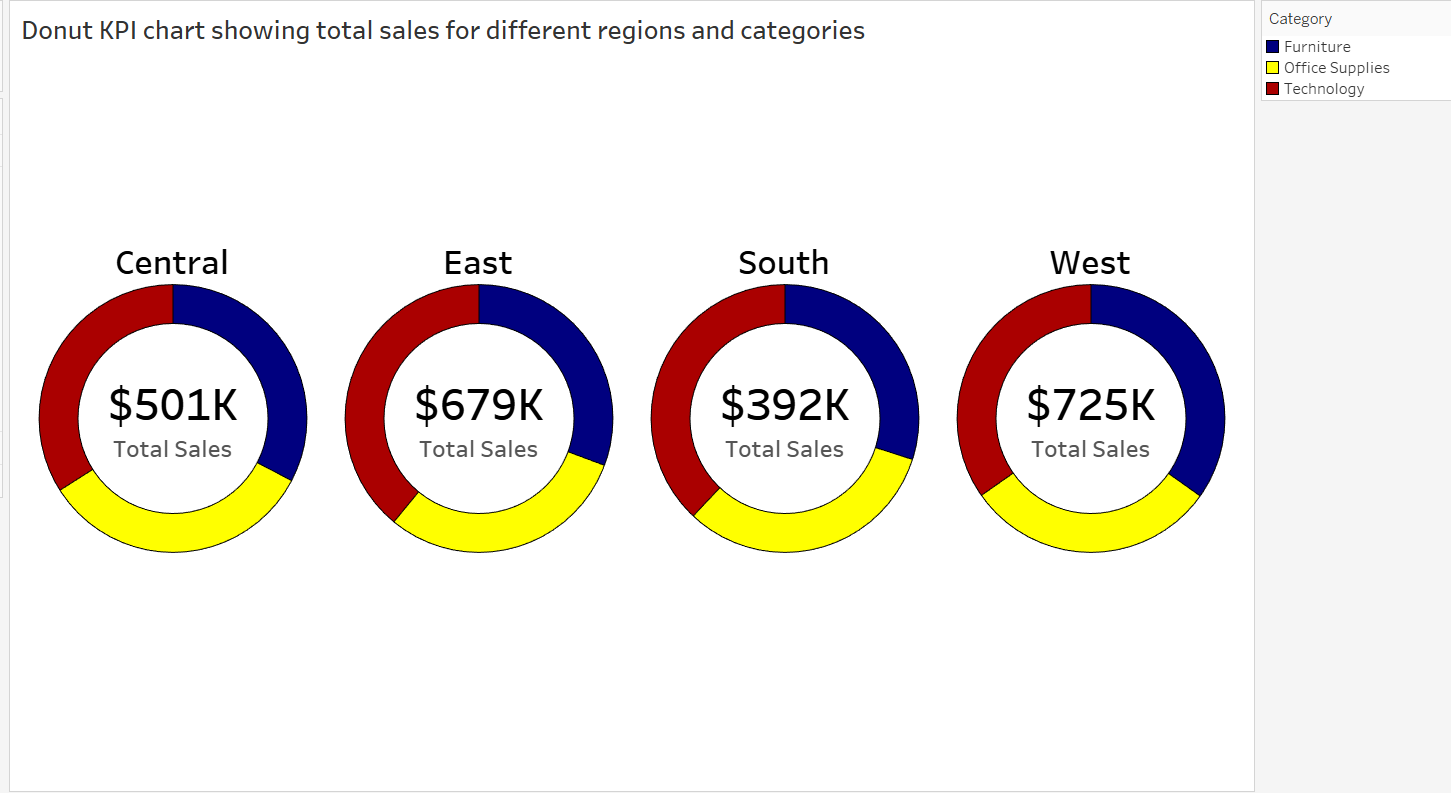 Donut KPI chart showing total sales for different regions and categories
Category
Furniture
Office Supplies
Technology
Central
East
South
West
$501K
Total Sales
$679K
Total Sales
$392K
Total Sales
$725K
Total Sales